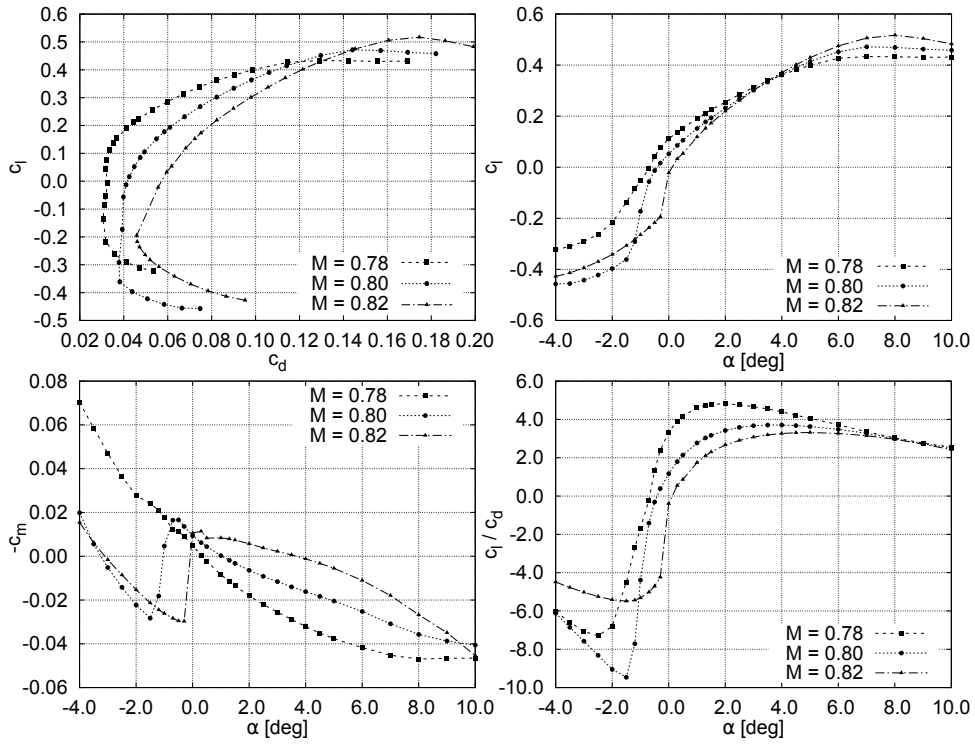 0.6
0.5
0.4
0.3
0.2
0.1
0.0
-0.1
-0.2
-0.3
-0.4
-0.5
c_l
0.02 0.04 0.06 0.08 0.10 0.12 0.14 0.16 0.18 0.20
c_d
M = 0.78
M = 0.80
M = 0.82
0.6
0.4
0.2
0.0
-0.2
-0.4
-0.6
c_l
-4.0 -2.0 0.0 2.0 4.0 6.0 8.0 10.0
α [deg]
M = 0.78
M = 0.80
M = 0.82
0.08
0.06
0.04
0.02
0.00
-0.02
-0.04
-0.06
-c_m
-4.0 -2.0 0.0 2.0 4.0 6.0 8.0 10.0
α [deg]
M = 0.78
M = 0.80
M = 0.82
6.0
4.0
2.0
0.0
-2.0
-4.0
-6.0
-8.0
-10.0
c_l / c_d
-4.0 -2.0 0.0 2.0 4.0 6.0 8.0 10.0
α [deg]
M = 0.78
M = 0.80
M = 0.82